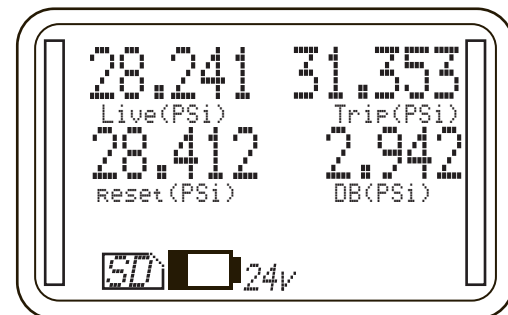 28.241 31.353
Live(PSi) Trip(PSi)
28.412 2.942
Reset(PSi) DB(PSi)
SD 24v